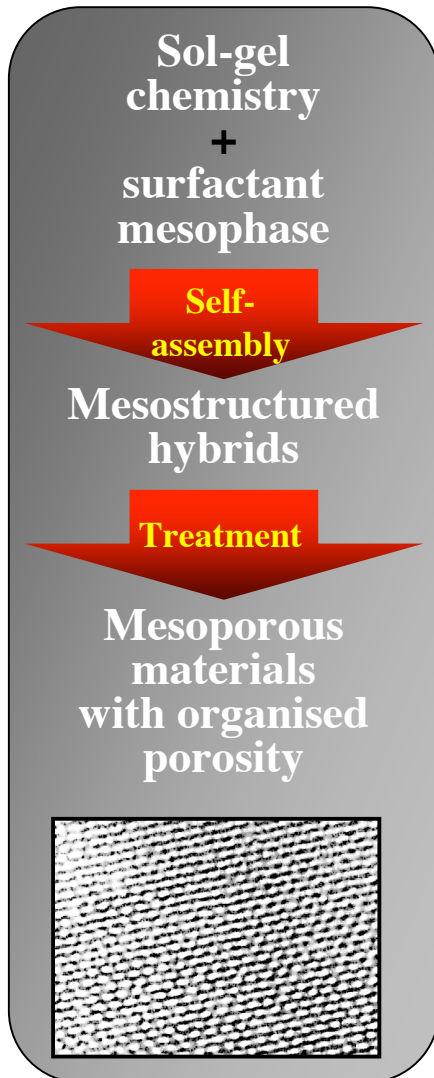 Sol-gel
chemistry
+
surfactant
mesophase
Self-
assembly
Mesostructured
hybrids
Treatment
Mesoporous
materials
with organised
porosity